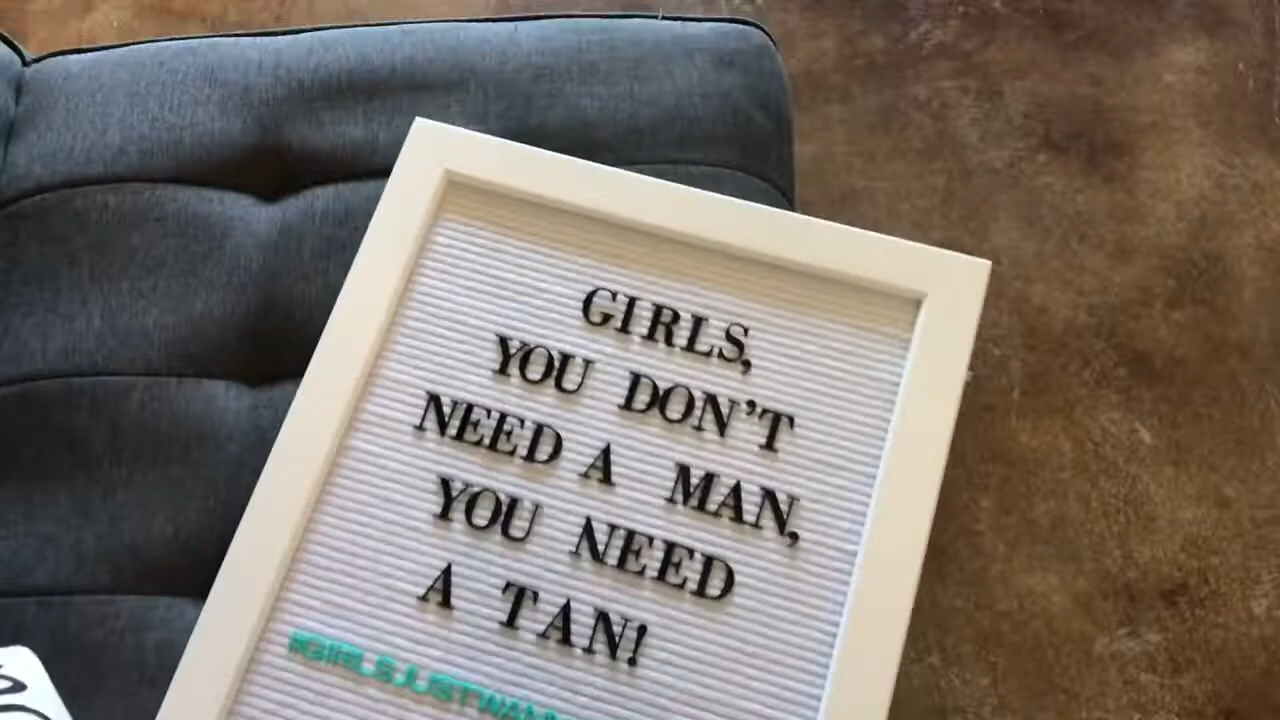 GIRLS,
YOU DON'T
NEED A MAN,
YOU NEED
A TAN!